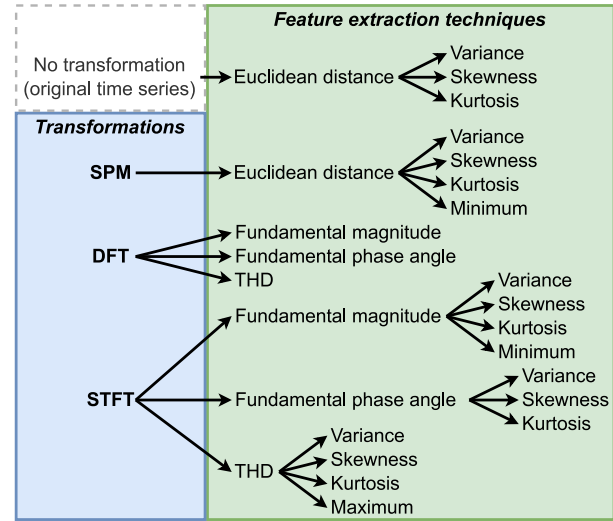 Feature extraction techniques
No transformation
(original time series)
Euclidean distance
Variance
Skewness
Kurtosis
Transformations
SPM
Euclidean distance
Variance
Skewness
Kurtosis
Minimum
DFT
Fundamental magnitude
Fundamental phase angle
THD
STFT
Fundamental magnitude
Variance
Skewness
Kurtosis
Minimum
Fundamental phase angle
Variance
Skewness
Kurtosis
THD
Variance
Skewness
Kurtosis
Maximum